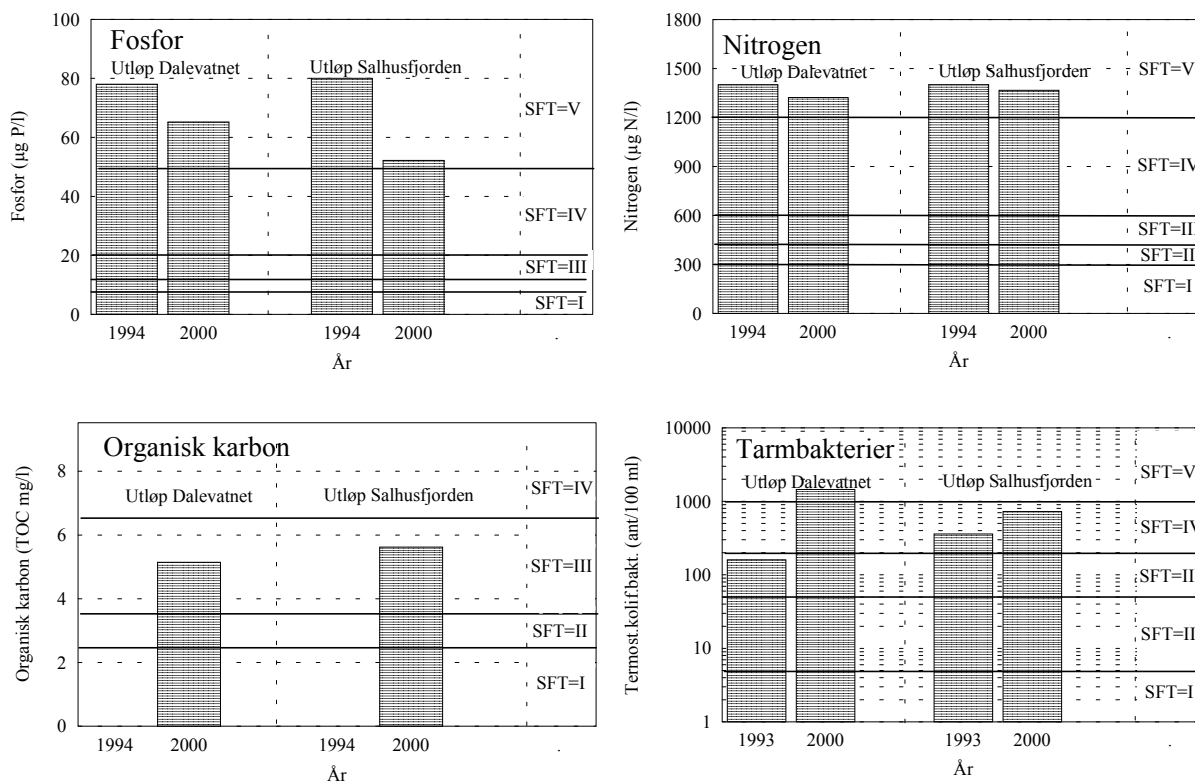 Fosfor
Utløp Dalevatnet
Utløp Salhusfjorden
Fosfor (µg P/l)
100
80
60
40
20
0
SFT=V
SFT=IV
SFT=III
SFT=I
1994
2000
1994
2000
.
År
Nitrogen
Utløp Dalevatnet
Utløp Salhusfjorden
Nitrogen (µg N/l)
1800
1500
1200
900
600
300
0
SFT=V
SFT=IV
SFT=III
SFT=II
SFT=I
1994
2000
1994
2000
.
År
Organisk karbon
Utløp Dalevatnet
Utløp Salhusfjorden
Organisk karbon (TOC mg/l)
8
6
4
2
0
SFT=IV
SFT=III
SFT=II
SFT=I
1994
2000
1994
2000
.
År
Tarmbakterier
Utløp Dalevatnet
Utløp Salhusfjorden
Termost.kolif.bakt. (ant/100 ml)
10000
1000
100
10
1
SFT=V
SFT=IV
SFT=II
SFT=II
SFT=I
1993
2000
1993
2000
.
År